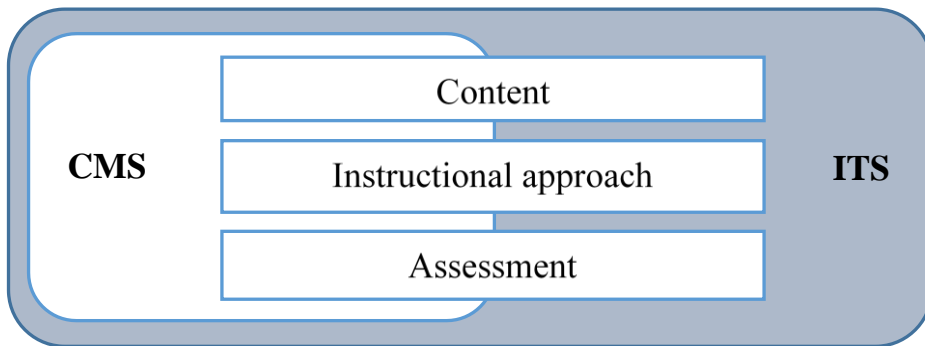 Content
CMS
Instructional approach
ITS
Assessment